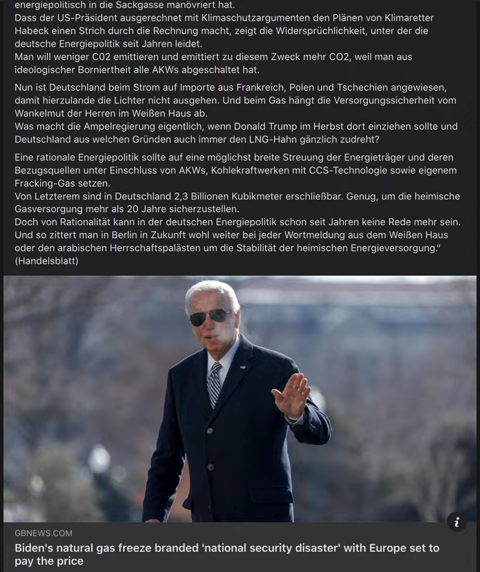 energiepolitisch in die Sackgasse manövriert hat.
Dass der US-Präsident ausgerechnet mit Klimaschutzargumenten den Plänen von Klimaretter
Habeck einen Strich durch die Rechnung macht, zeigt die Widersprüchlichkeit, unter der die
deutsche Energiepolitik seit Jahren leidet.
Man will weniger C02 emittieren und emittiert zu diesem Zweck mehr CO2, weil man aus
ideologischer Borniertheit alle AKWs abgeschaltet hat.
Nun ist Deutschland beim Strom auf Importe aus Frankreich, Polen und Tschechien angewiesen,
damit hierzulande die Lichter nicht ausgehen. Und beim Gas hängt die Versorgungssicherheit vom
Wankelmut der Herren im Weißen Haus ab.
Was macht die Ampelregierung eigentlich, wenn Donald Trump im Herbst dort einziehen sollte und
Deutschland aus welchen Gründen auch immer den LNG-Hahn gänzlich zudreht?
Eine rationale Energiepolitik sollte auf eine möglichst breite Streuung der Energieträger und deren
Bezugsquellen unter Einschluss von AKWs, Kohlekraftwerken mit CCS-Technologie sowie eigenem
Fracking-Gas setzen.
Von Letzterem sind in Deutschland 2,3 Billionen Kubikmeter erschließbar. Genug, um die heimische
Gasversorgung mehr als 20 Jahre sicherzustellen.
Doch von Rationalität kann in der deutschen Energiepolitik schon seit Jahren keine Rede mehr sein.
Und so zittert man in Berlin in Zukunft wohl weiter bei jeder Wortmeldung aus dem Weißen Haus
oder den arabischen Herrschaftspalästen um die Stabilität der heimischen Energieversorgung."
(Handelsblatt)
i
GBNEWS.COM
Biden's natural gas freeze branded 'national security disaster' with Europe set to
pay the price